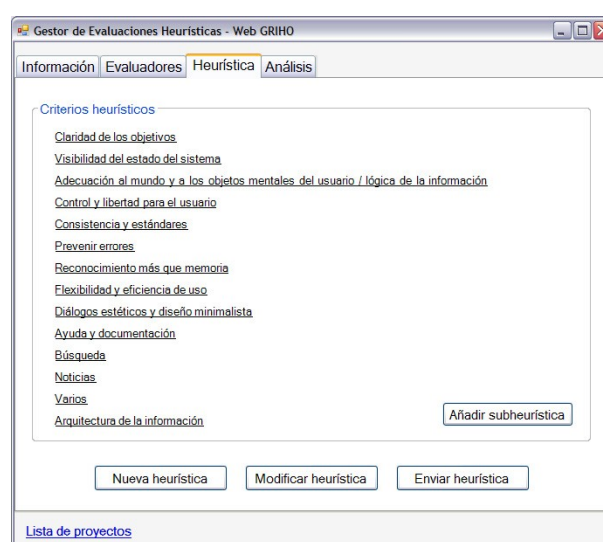 Gestor de Evaluaciones Heurísticas - Web GRIHO
Información Evaluadores Heurística Análisis
Criterios heurísticos
Claridad de los objetivos
Visibilidad del estado del sistema
Adecuación al mundo y a los objetos mentales del usuario / lógica de la información
Control y libertad para el usuario
Consistencia y estándares
Prevenir errores
Reconocimiento más que memoria
Flexibilidad y eficiencia de uso
Diálogos estéticos y diseño minimalista
Ayuda y documentación
Búsqueda
Noticias
Varios
Arquitectura de la información
Añadir subheurística
Nueva heurística Modificar heurística Enviar heurística
Lista de proyectos